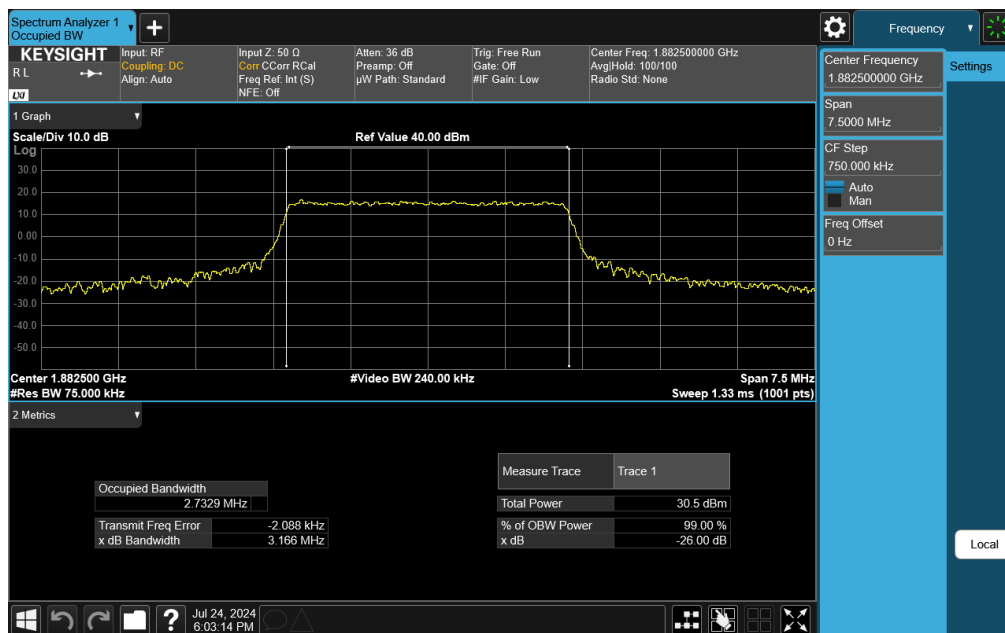 Spectrum Analyzer 1
Occupied BW
Frequency
KEYSIGHT
R L
LXI
Input: RF
Coupling: DC
Align: Auto
Input Z: 50 Ω
Corr CCorr RCal
Freq Ref: Int (S)
NFE: Off
Atten: 36 dB
Preamp: Off
µW Path: Standard
Trig: Free Run
Gate: Off
#IF Gain: Low
Center Freq: 1.882500000 GHz
Avg|Hold: 100/100
Radio Std: None
Center Frequency
1.882500000 GHz
Settings
Span
7.5000 MHz
CF Step
750.000 kHz
Auto
Man
Freq Offset
0 Hz
Local
1 Graph
Scale/Div 10.0 dB
Ref Value 40.00 dBm
Log
30.0
20.0
10.0
0.00
-10.0
-20.0
-30.0
-40.0
-50.0
Center 1.882500 GHz
#Video BW 240.00 kHz
Span 7.5 MHz
#Res BW 75.000 kHz
Sweep 1.33 ms (1001 pts)
2 Metrics
Measure Trace Trace 1
Occupied Bandwidth
2.7329 MHz
Total Power 30.5 dBm
Transmit Freq Error -2.088 kHz
% of OBW Power 99.00 %
x dB Bandwidth 3.166 MHz
x dB -26.00 dB
?
Jul 24, 2024
6:03:14 PM